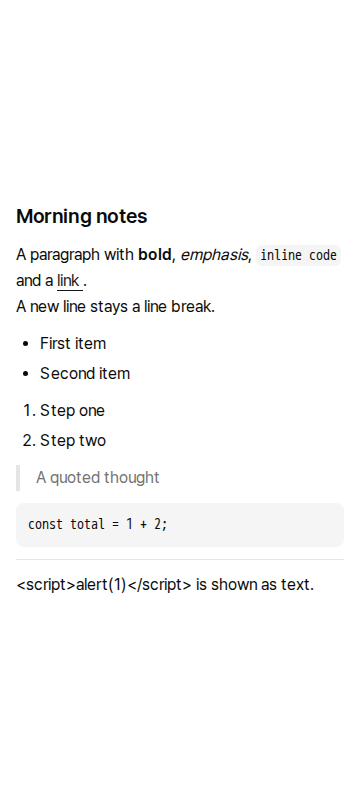 Morning notes
A paragraph with bold, emphasis, inline code
and a link .
A new line stays a line break.
• First item
• Second item
1. Step one
2. Step two
A quoted thought
const total = 1 + 2;
<script>alert(1)</script> is shown as text.